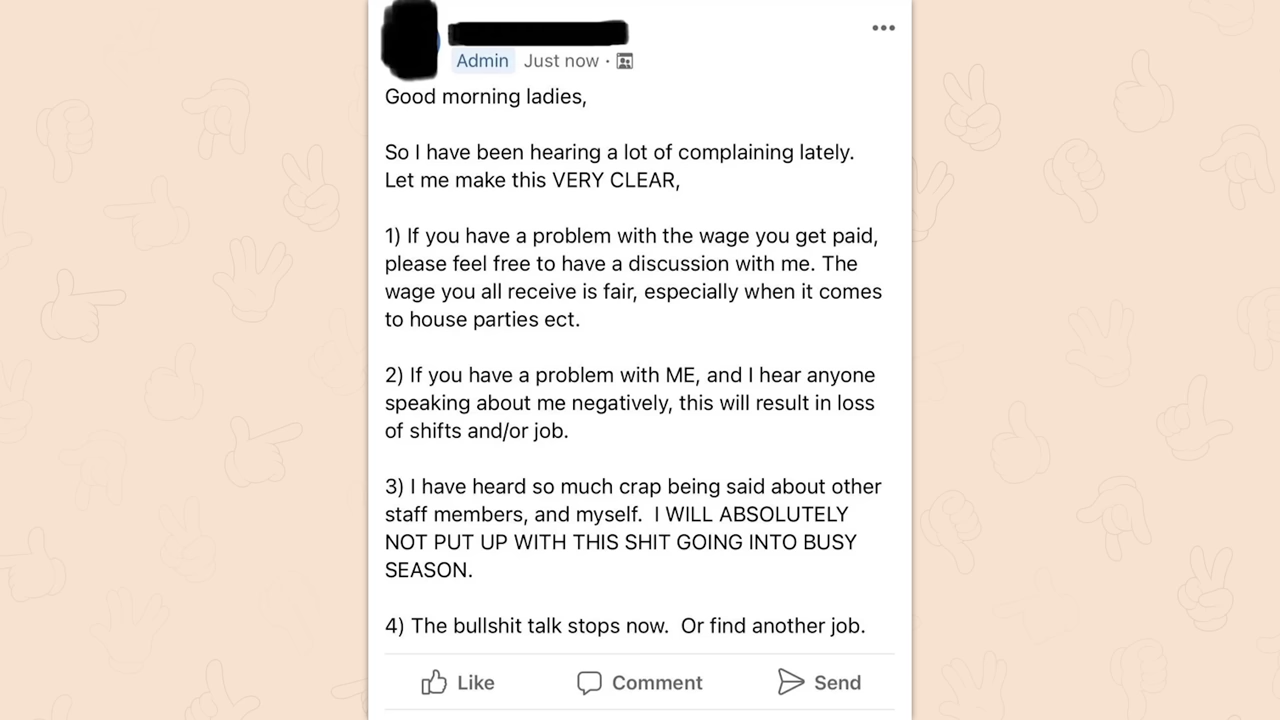 Admin Just now ·
Good morning ladies,
So I have been hearing a lot of complaining lately.
Let me make this VERY CLEAR,
1) If you have a problem with the wage you get paid,
please feel free to have a discussion with me. The
wage you all receive is fair, especially when it comes
to house parties ect.
2) If you have a problem with ME, and I hear anyone
speaking about me negatively, this will result in loss
of shifts and/or job.
3) I have heard so much crap being said about other
staff members, and myself.  I WILL ABSOLUTELY
NOT PUT UP WITH THIS SHIT GOING INTO BUSY
SEASON.
4) The bullshit talk stops now.  Or find another job.
Like Comment Send